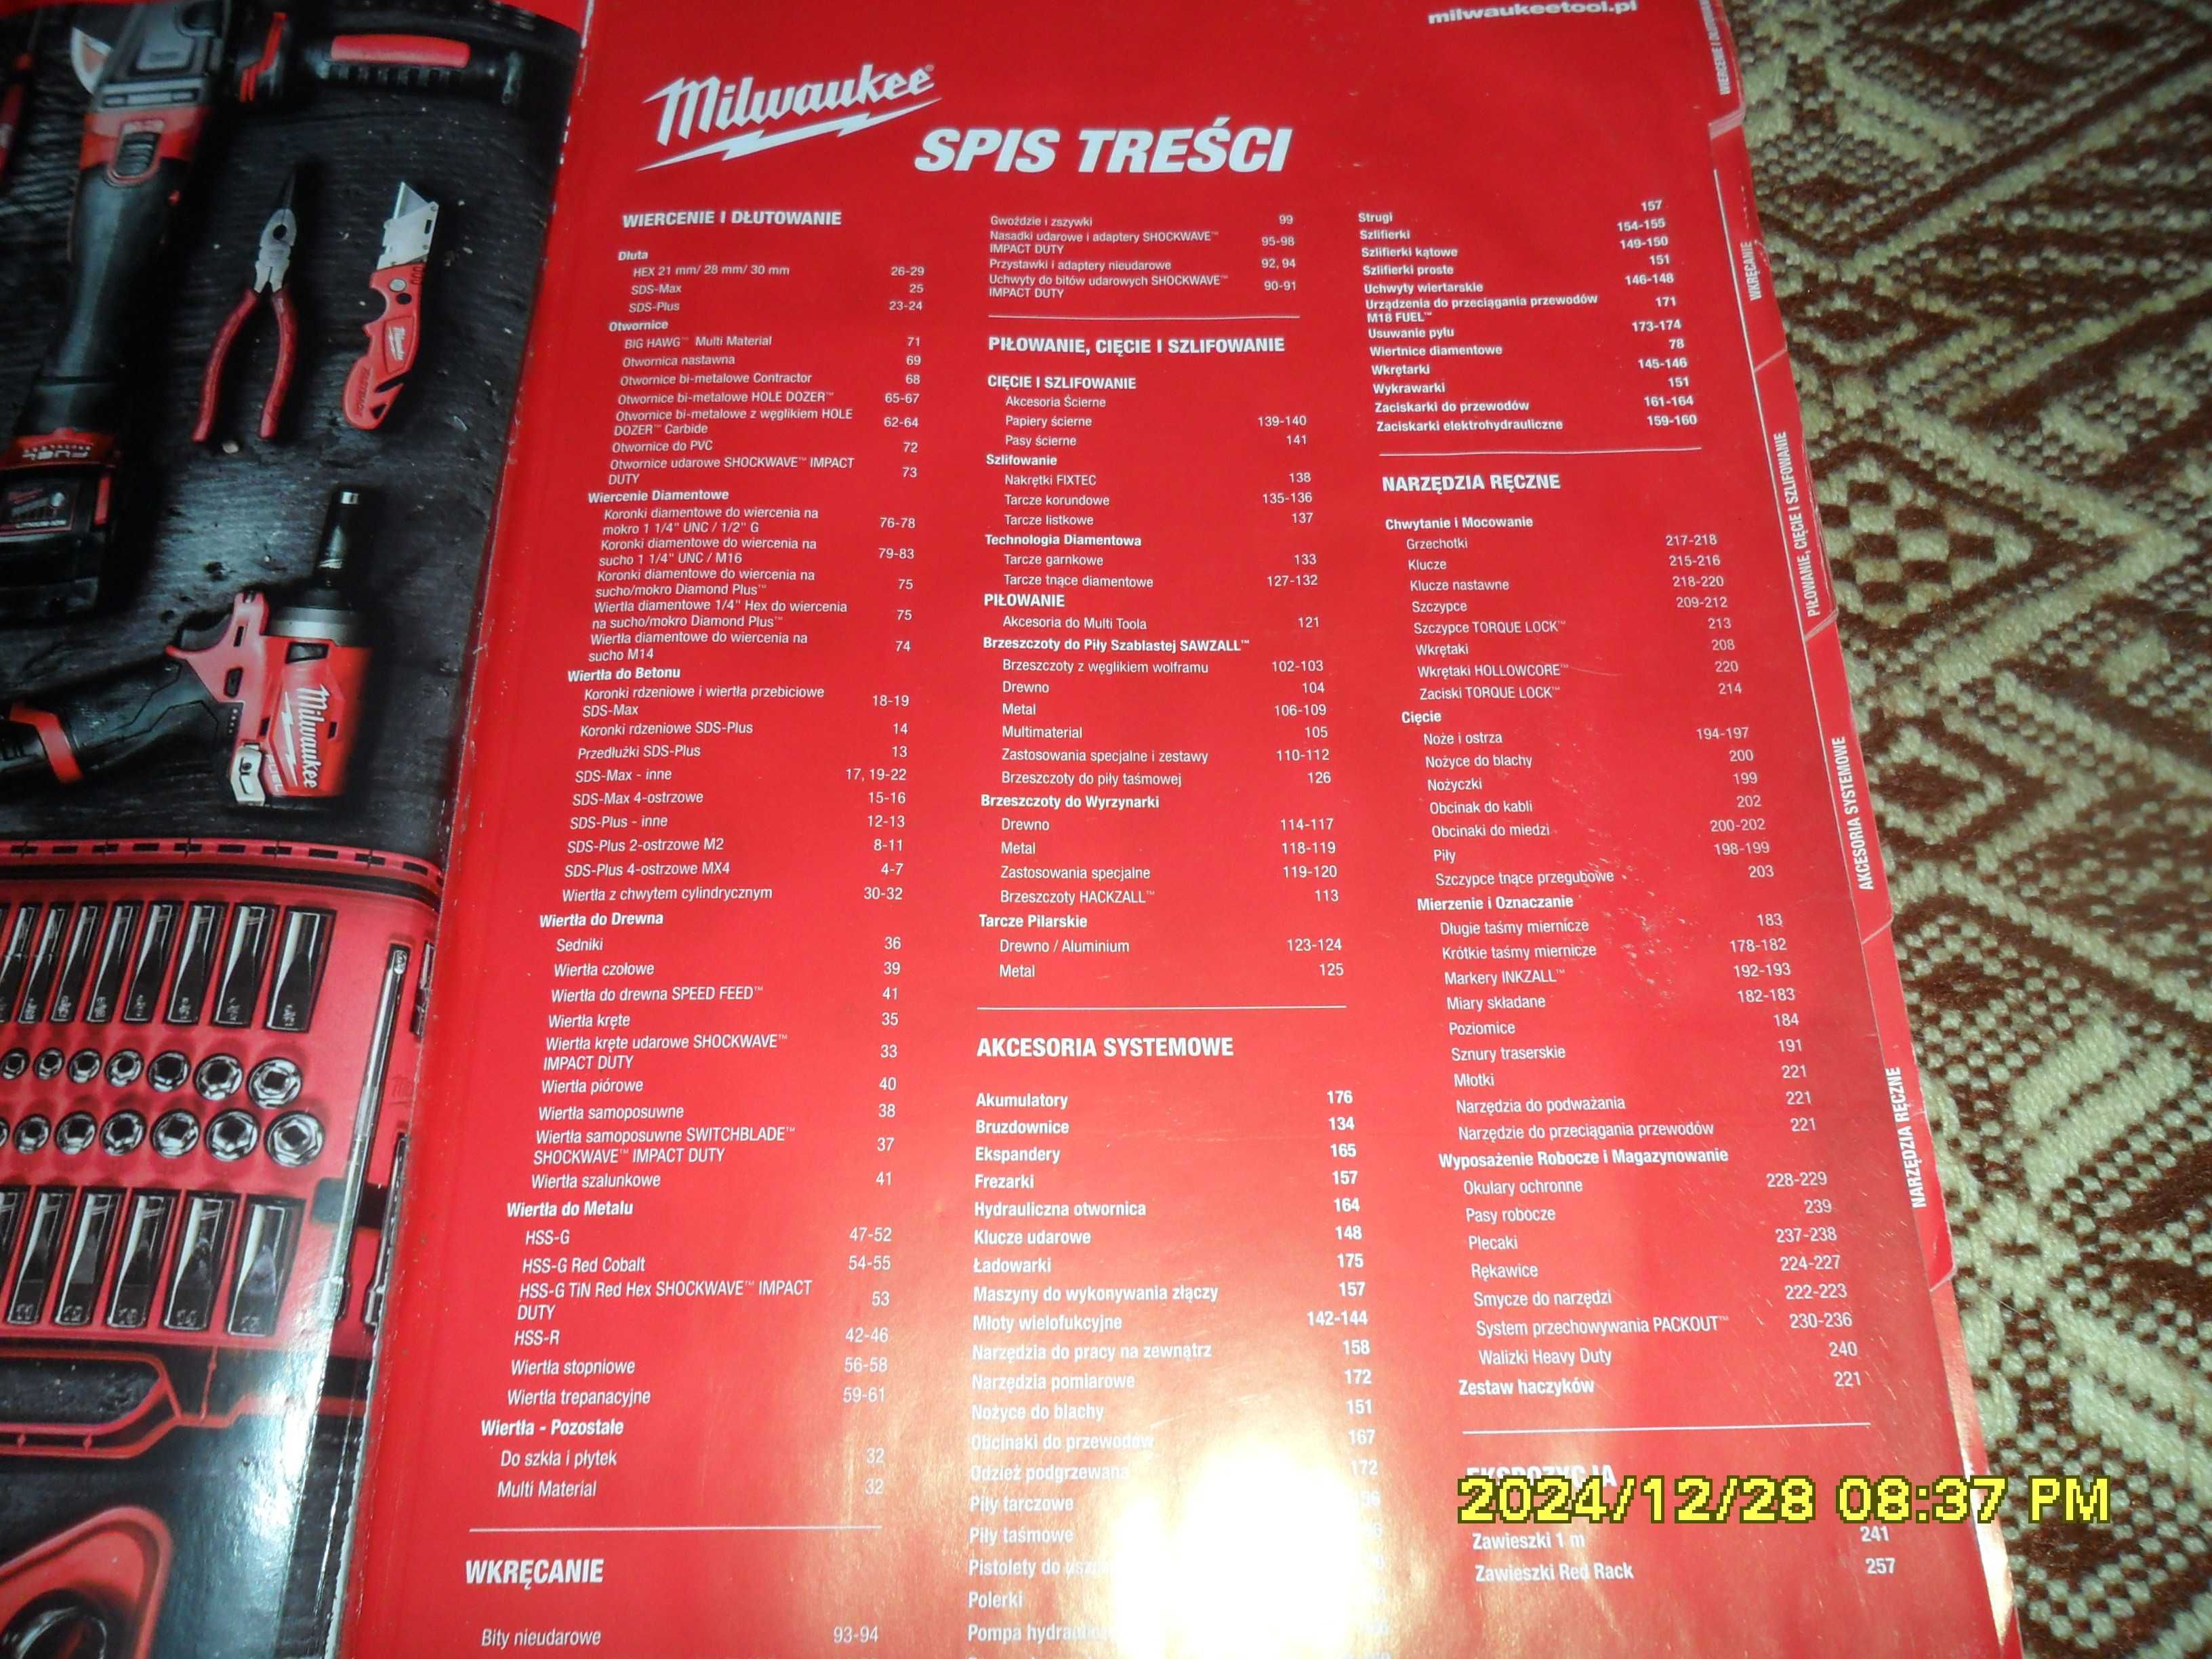 milwaukeetool.pl
Milwaukee
SPIS TREŚCI
WIERCENIE I DŁUTOWANIE
Dłuta
HEX 21 mm/ 28 mm/ 30 mm 26-29
SDS-Max 25
SDS-Plus 23-24
Otwornice
BIG HAWG™ Multi Material 71
Otwornica nastawna 69
Otwornice bi-metalowe Contractor 68
Otwornice bi-metalowe HOLE DOZER™ 65-67
Otwornice bi-metalowe z węglikiem HOLE
DOZER™ Carbide 62-64
Otwornice do PVC 72
Otwornice udarowe SHOCKWAVE™ IMPACT
DUTY 73
Wiercenie Diamentowe
Koronki diamentowe do wiercenia na
mokro 1 1/4" UNC / 1/2" G 76-78
Koronki diamentowe do wiercenia na
sucho 1 1/4" UNC / M16 79-83
Koronki diamentowe do wiercenia na
sucho/mokro Diamond Plus™ 75
Wiertła diamentowe 1/4" Hex do wiercenia
na sucho/mokro Diamond Plus™ 75
Wiertła diamentowe do wiercenia na
sucho M14 74
Wiertła do Betonu
Koronki rdzeniowe i wiertła przebiciowe
SDS-Max 18-19
Koronki rdzeniowe SDS-Plus 14
Przedłużki SDS-Plus 13
SDS-Max - inne 17, 19-22
SDS-Max 4-ostrzowe 15-16
SDS-Plus - inne 12-13
SDS-Plus 2-ostrzowe M2 8-11
SDS-Plus 4-ostrzowe MX4 4-7
Wiertła z chwytem cylindrycznym 30-32
Wiertła do Drewna
Sedniki 36
Wiertła czołowe 39
Wiertła do drewna SPEED FEED™ 41
Wiertła kręte 35
Wiertła kręte udarowe SHOCKWAVE™
IMPACT DUTY 33
Wiertła piórowe 40
Wiertła samoposuwne 38
Wiertła samoposuwne SWITCHBLADE™
SHOCKWAVE™ IMPACT DUTY 37
Wiertła szalunkowe 41
Wiertła do Metalu
HSS-G 47-52
HSS-G Red Cobalt 54-55
HSS-G TiN Red Hex SHOCKWAVE™ IMPACT
DUTY 53
HSS-R 42-46
Wiertła stopniowe 56-58
Wiertła trepanacyjne 59-61
Wiertła - Pozostałe
Do szkła i płytek 32
Multi Material 32
WKRĘCANIE
Bity nieudarowe 93-94
Gwoździe i zszywki 99
Nasadki udarowe i adaptery SHOCKWAVE™
IMPACT DUTY 95-98
Przystawki i adaptery nieudarowe 92, 94
Uchwyty do bitów udarowych SHOCKWAVE™
IMPACT DUTY 90-91
PIŁOWANIE, CIĘCIE I SZLIFOWANIE
CIĘCIE I SZLIFOWANIE
Akcesoria Ścierne
Papiery ścierne 139-140
Pasy ścierne 141
Szlifowanie
Nakrętki FIXTEC 138
Tarcze korundowe 135-136
Tarcze listkowe 137
Technologia Diamentowa
Tarcze garnkowe 133
Tarcze tnące diamentowe 127-132
PIŁOWANIE
Akcesoria do Multi Toola 121
Brzeszczoty do Piły Szablastej SAWZALL™
Brzeszczoty z węglikiem wolframu 102-103
Drewno 104
Metal 106-109
Multimaterial 105
Zastosowania specjalne i zestawy 110-112
Brzeszczoty do piły taśmowej 126
Brzeszczoty do Wyrzynarki
Drewno 114-117
Metal 118-119
Zastosowania specjalne 119-120
Brzeszczoty HACKZALL™ 113
Tarcze Pilarskie
Drewno / Aluminium 123-124
Metal 125
AKCESORIA SYSTEMOWE
Akumulatory 176
Bruzdownice 134
Ekspandery 165
Frezarki 157
Hydrauliczna otwornica 164
Klucze udarowe 148
Ładowarki 175
Maszyny do wykonywania złączy 157
Młoty wielofukcyjne 142-144
Narzędzia do pracy na zewnątrz 158
Narzędzia pomiarowe 172
Nożyce do blachy 151
Obcinaki do przewodów 167
Odzież podgrzewana 172
Piły tarczowe
Piły taśmowe
Pistolety do
Polerki
Pompa
Strugi 157
Szlifierki 154-155
Szlifierki kątowe 149-150
Szlifierki proste 151
Uchwyty wiertarskie 146-148
Urządzenia do przeciągania przewodów
M18 FUEL™ 171
Usuwanie pyłu 173-174
Wiertnice diamentowe 78
Wkrętarki 145-146
Wykrawarki 151
Zaciskarki do przewodów 161-164
Zaciskarki elektrohydrauliczne 159-160
NARZĘDZIA RĘCZNE
Chwytanie i Mocowanie
Grzechotki 217-218
Klucze 215-216
Klucze nastawne 218-220
Szczypce 209-212
Szczypce TORQUE LOCK™ 213
Wkrętaki 208
Wkrętaki HOLLOWCORE™ 220
Zaciski TORQUE LOCK™ 214
Cięcie
Noże i ostrza 194-197
Nożyce do blachy 200
Nożyczki 199
Obcinak do kabli 202
Obcinaki do miedzi 200-202
Piły 198-199
Szczypce tnące przegubowe 203
Mierzenie i Oznaczanie
Długie taśmy miernicze 183
Krótkie taśmy miernicze 178-182
Markery INKZALL™ 192-193
Miary składane 182-183
Poziomice 184
Sznury traserskie 191
Młotki 221
Narzędzia do podważania 221
Narzędzie do przeciągania przewodów 221
Wyposażenie Robocze i Magazynowanie
Okulary ochronne 228-229
Pasy robocze 239
Plecaki 237-238
Rękawice 224-227
Smycze do narzędzi 222-223
System przechowywania PACKOUT™ 230-236
Walizki Heavy Duty 240
Zestaw haczyków 221
EKSPOZYCJA
Zawieszki 1 m 241
Zawieszki Red Rack 257
WKRĘCANIE
PIŁOWANIE, CIĘCIE I SZLIFOWANIE
AKCESORIA SYSTEMOWE
NARZĘDZIA RĘCZNE
Milwaukee
FUEL
2024/12/28 08:37 PM